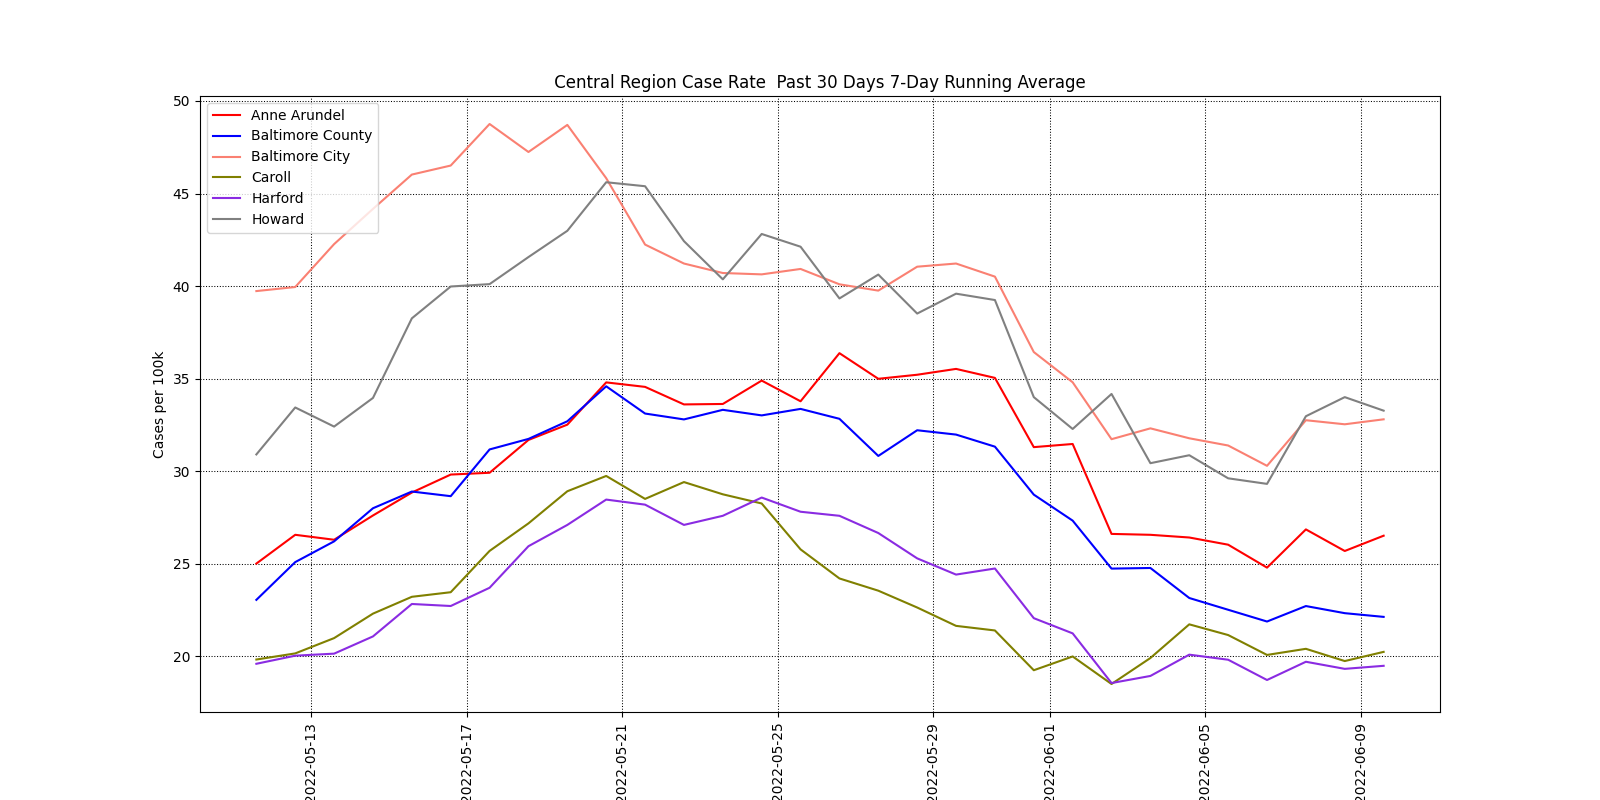 Central Region Case Rate  Past 30 Days 7-Day Running Average
50
45
40
35
30
25
20
Cases per 100k
Anne Arundel
Baltimore County
Baltimore City
Caroll
Harford
Howard
2022-05-13
2022-05-17
2022-05-21
2022-05-25
2022-05-29
2022-06-01
2022-06-05
2022-06-09